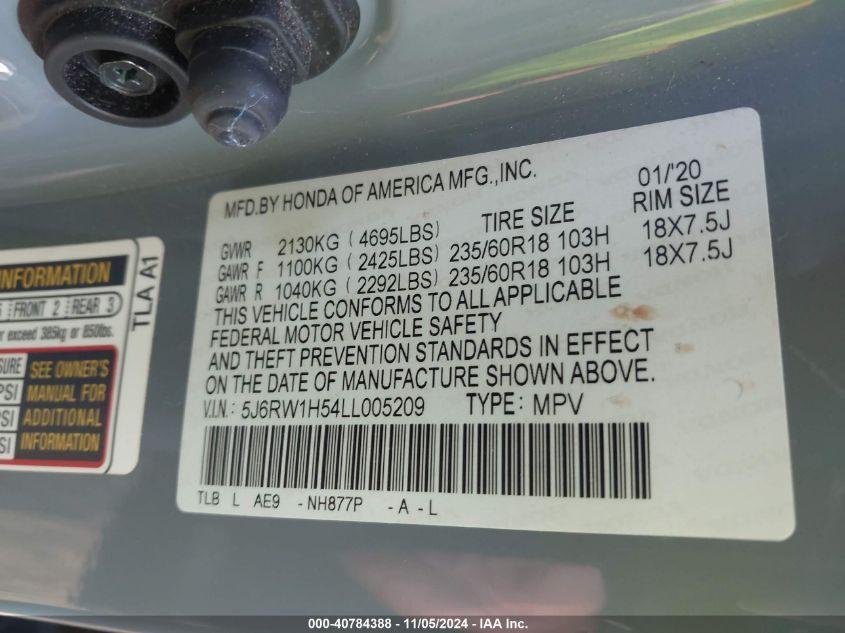 MFD.BY HONDA OF AMERICA MFG.,INC. 01/'20
TIRE SIZE RIM SIZE
GVWR 2130KG (4695LBS)
GAWR F 1100KG (2425LBS) 235/60R18 103H 18X7.5J
GAWR R 1040KG (2292LBS) 235/60R18 103H 18X7.5J
THIS VEHICLE CONFORMS TO ALL APPLICABLE
FEDERAL MOTOR VEHICLE SAFETY
AND THEFT PREVENTION STANDARDS IN EFFECT
ON THE DATE OF MANUFACTURE SHOWN ABOVE.
V.I.N.: 5J6RW1H54LL005209 TYPE: MPV
TLB L AE9 -NH877P -A-L
INFORMATION
FRONT 2 REAR 3
exceed 385kg or 850lbs.
SEE OWNER'S
MANUAL FOR
ADDITIONAL
INFORMATION
TLA A1
000-40784388 - 11/05/2024 - IAA Inc.